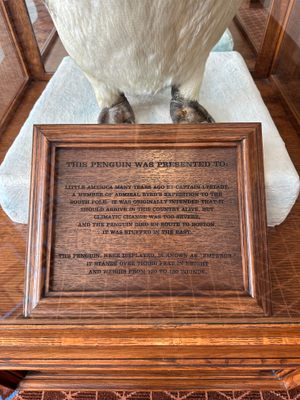 THIS PENGUIN WAS PRESENTED TO:
LITTLE AMERICA MANY YEARS AGO BY CAPTAIN
A MEMBER OF ADMIRAL BYRD'S EXPEDITION TO THE
SOUTH POLE. IT WAS ORIGINALLY INTENDED THAT IT
SHOULD ARRIVE IN THIS COUNTRY ALIVE, BUT
CLIMATIC CHANGE WAS TOO SEVERE,
AND THE PENGUIN DIED EN ROUTE TO BOSTON.
IT WAS STUFFED IN THE EAST.
THE PENGUIN, HERE DISPLAYED, IS KNOWN AS "EMPEROR".
IT STANDS OVER THREE FEET IN HEIGHT
AND WEIGHS FROM TO POUNDS.